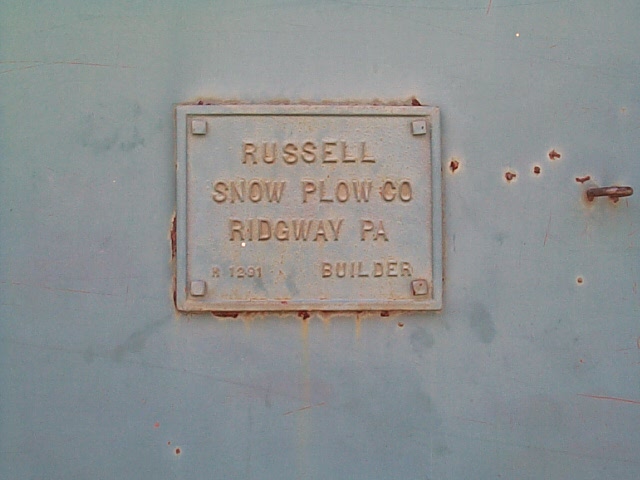 RUSSELL
SNOW PLOW CO
RIDGWAY PA
BUILDER